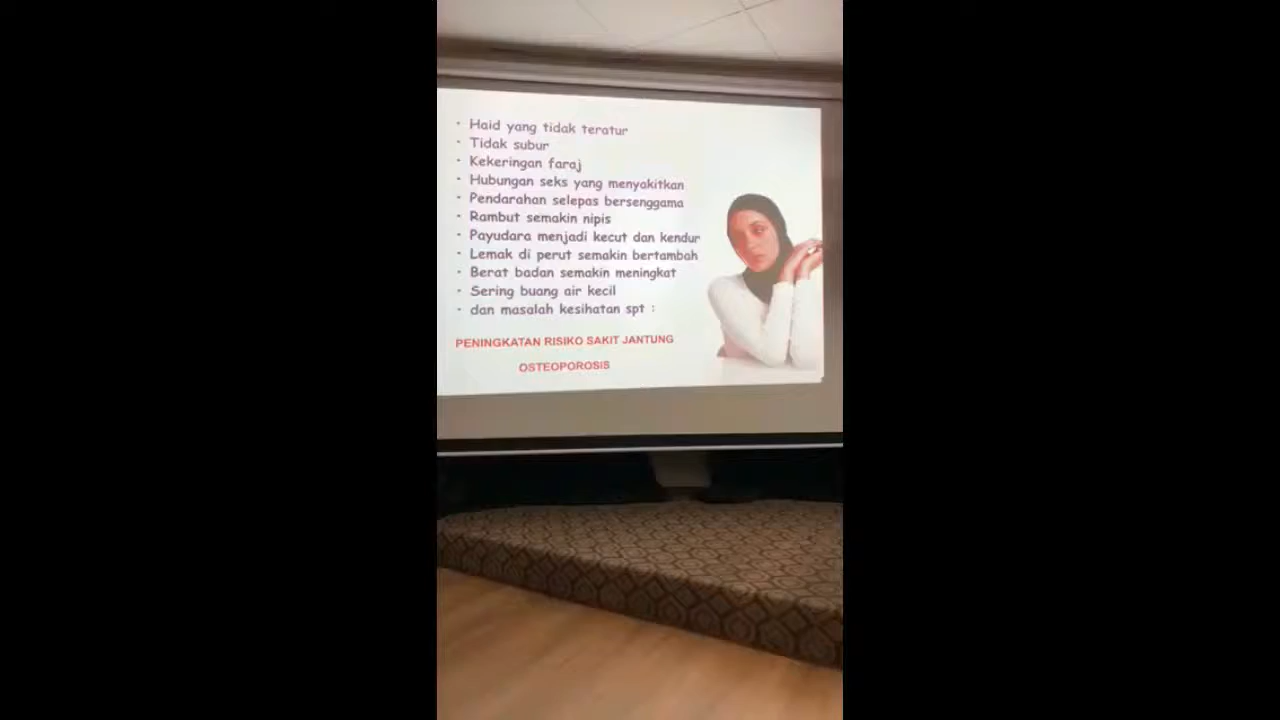 • Haid yang tidak teratur
• Tidak subur
• Kekeringan faraj
• Hubungan seks yang menyakitkan
• Pendarahan selepas bersenggama
• Rambut semakin nipis
• Payudara menjadi kecut dan kendur
• Lemak di perut semakin bertambah
• Berat badan semakin meningkat
• Sering buang air kecil
• dan masalah kesihatan spt :
PENINGKATAN RISIKO SAKIT JANTUNG
OSTEOPOROSIS